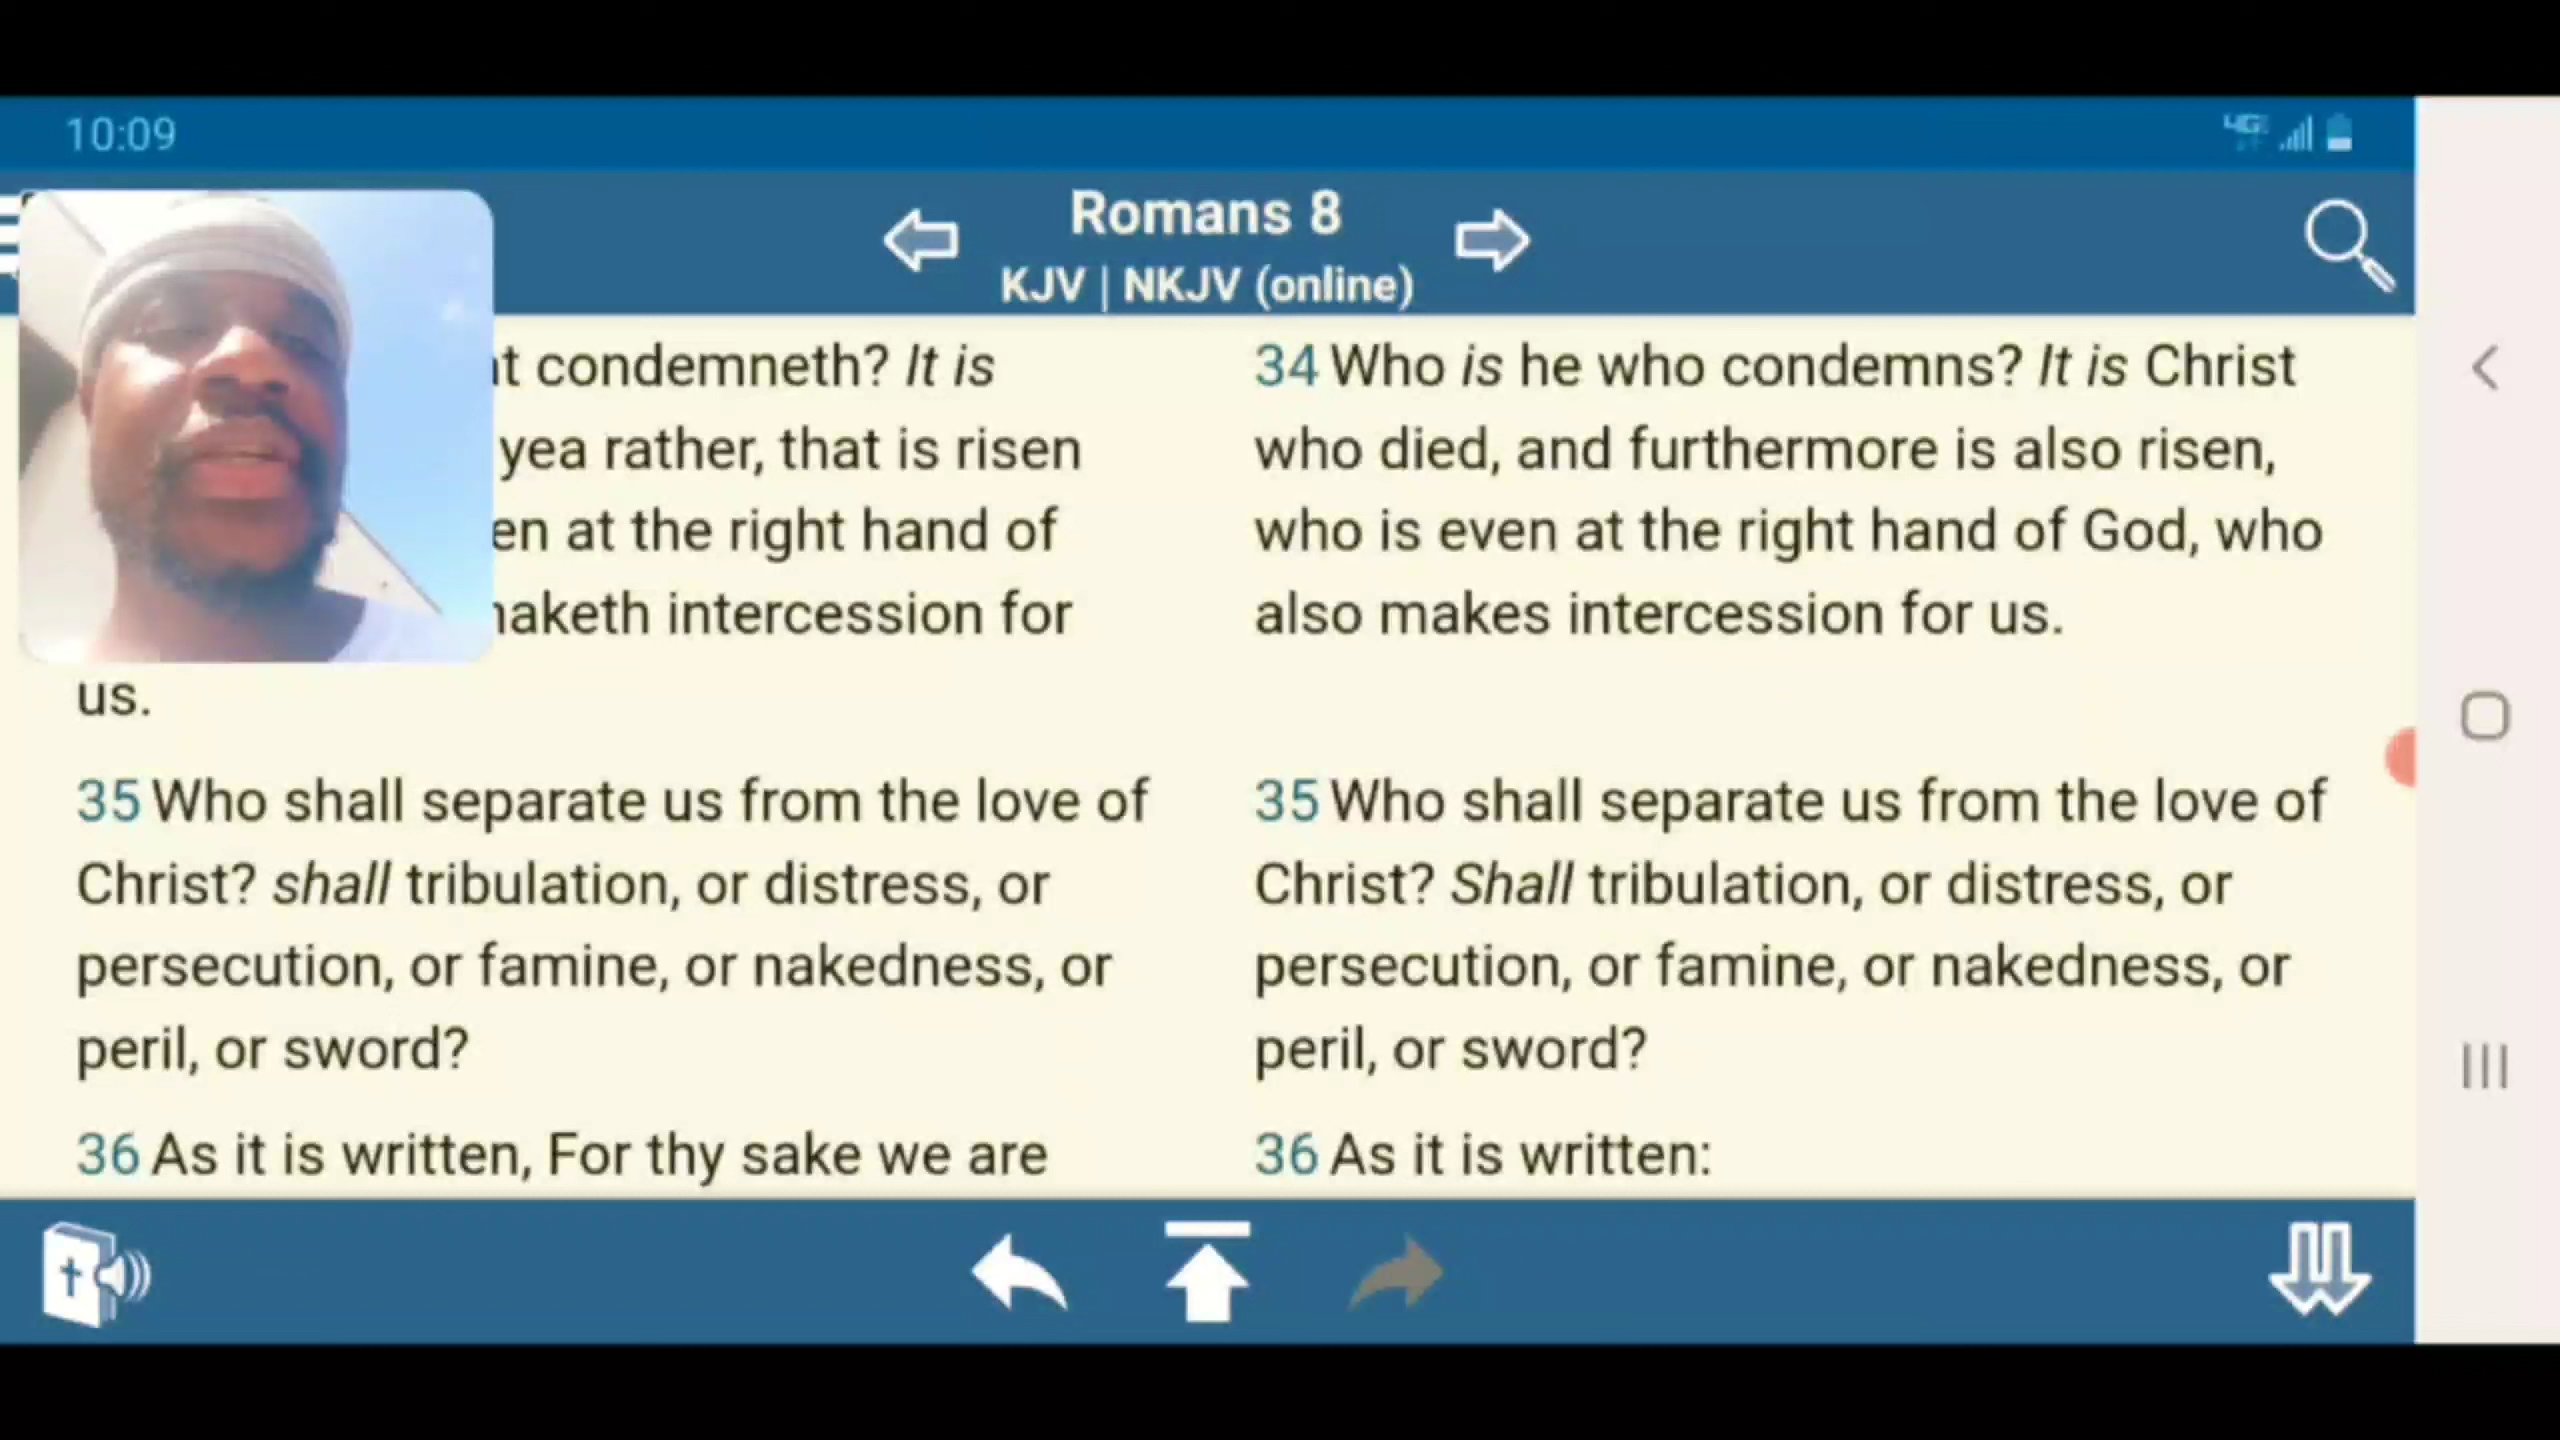 10:09
4G
Romans 8
KJV | NKJV (online)
condemneth? It is
yea rather, that is risen
at the right hand of
intercession for
us.
35 Who shall separate us from the love of
Christ? shall tribulation, or distress, or
persecution, or famine, or nakedness, or
peril, or sword?
36 As it is written, For thy sake we are
34 Who is he who condemns? It is Christ
who died, and furthermore is also risen,
who is even at the right hand of God, who
also makes intercession for us.
35 Who shall separate us from the love of
Christ? Shall tribulation, or distress, or
persecution, or famine, or nakedness, or
peril, or sword?
36 As it is written: